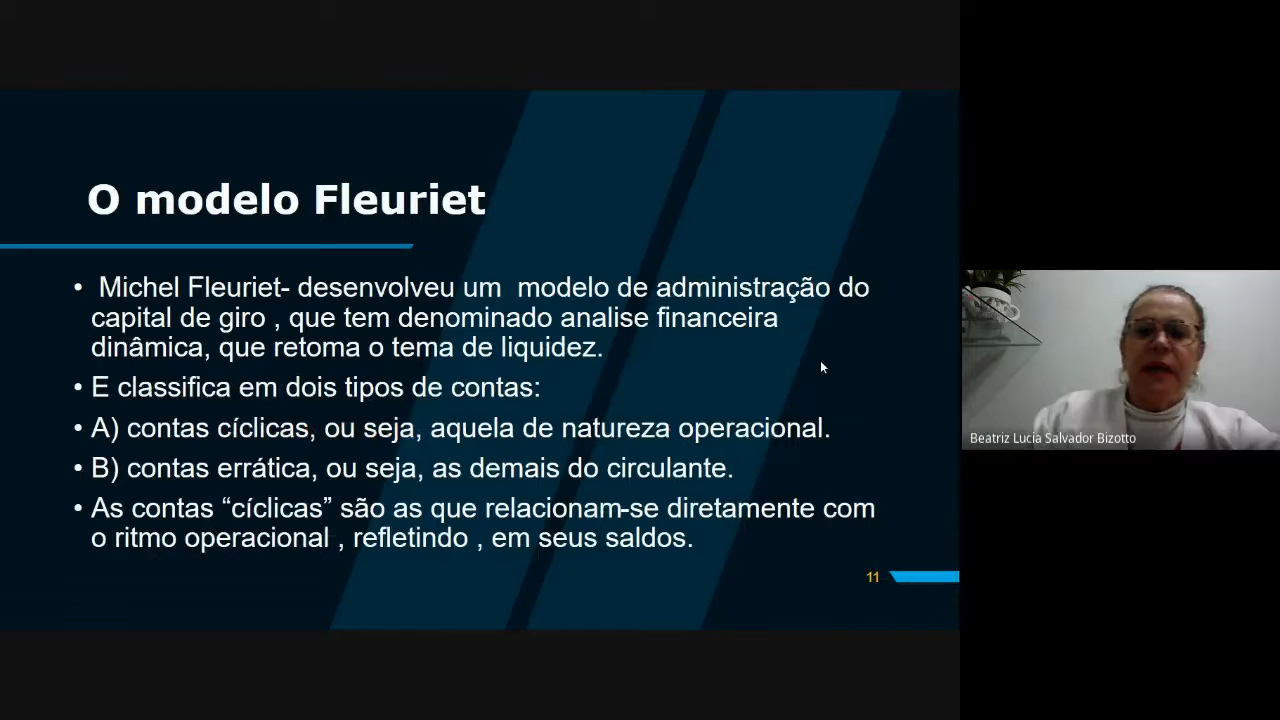 O modelo Fleuriet
• Michel Fleuriet- desenvolveu um modelo de administração do
capital de giro , que tem denominado analise financeira
dinâmica, que retoma o tema de liquidez.
• E classifica em dois tipos de contas:
• A) contas cíclicas, ou seja, aquela de natureza operacional.
• B) contas errática, ou seja, as demais do circulante.
• As contas “cíclicas” são as que relacionam-se diretamente com
o ritmo operacional , refletindo , em seus saldos.
11
Beatriz Lucia Salvador Bizotto